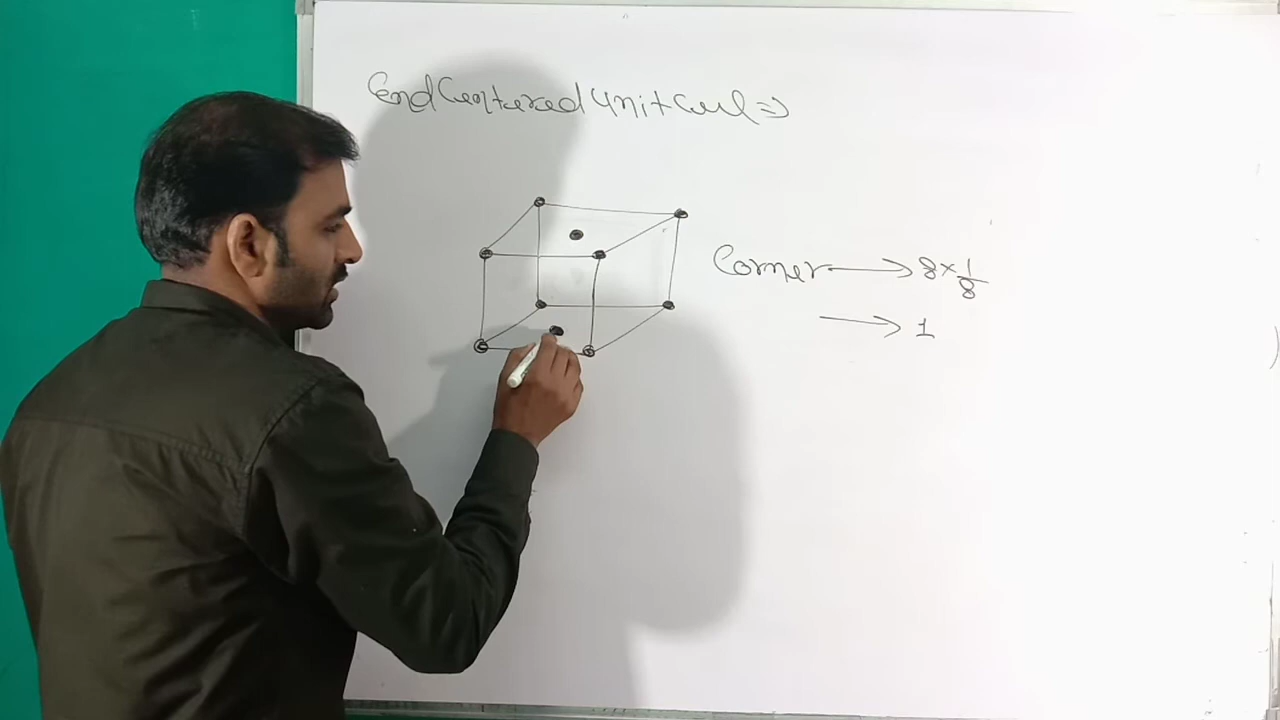 End Centered Unit Cell ⇒
Corner ⟶ 8 × 1/8
⟶ 1